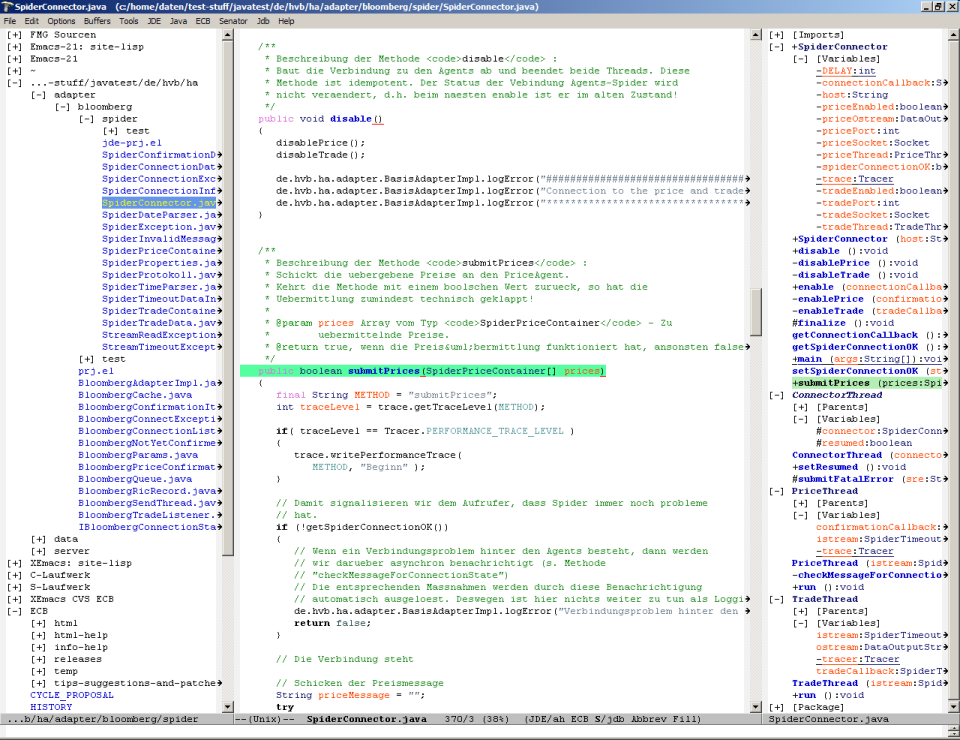 SpiderConnector.java   (c:/home/daten/test-stuff/javatest/de/hvb/ha/adapter/bloomberg/spider/SpiderConnector.java)
File Edit Options Buffers Tools JDE Java ECB Senator Jdb Help
[+] FMG Sourcen
[+] Emacs-21: site-lisp
[+] Emacs-21
[+] ~
[-] ...-stuff/javatest/de/hvb/ha
[-] adapter
[-] bloomberg
[-] spider
[+] test
jde-prj.el
SpiderConfirmationD
SpiderConnectionDat
SpiderConnectionExc
SpiderConnectionInf
SpiderConnector.jav
SpiderDateParser.ja
SpiderException.jav
SpiderInvalidMessag
SpiderPriceContaine
SpiderProperties.ja
SpiderProtokoll.jav
SpiderTimeParser.ja
SpiderTimeoutDataIn
SpiderTradeContaine
SpiderTradeData.jav
StreamReadException
StreamTimeoutExcept
[+] test
prj.el
BloombergAdapterImpl.ja
BloombergCache.java
BloombergConfirmationIt
BloombergConnectExcepti
BloombergConnectionList
BloombergNotYetConfirme
BloombergParams.java
BloombergPriceConfirmat
BloombergQueue.java
BloombergRicRecord.java
BloombergSendThread.jav
BloombergTradeListener.
IBloombergConnectionSta
[+] data
[+] server
[+] XEmacs: site-lisp
[+] C-Laufwerk
[+] S-Laufwerk
[+] XEmacs CVS ECB
[-] ECB
[+] html
[+] html-help
[+] info-help
[+] releases
[+] temp
[+] tips-suggestions-and-patche
CYCLE_PROPOSAL
HISTORY
...b/ha/adapter/bloomberg/spider
/**
* Beschreibung der Methode <code>disable</code> :
* Baut die Verbindung zu den Agents ab und beendet beide Threads. Diese
* Methode ist idempotent. Der Status der Vebindung Agents-Spider wird
* nicht veraendert, d.h. beim naesten enable ist er im alten Zustand!
*/
public void disable()
{
disablePrice();
disableTrade();
de.hvb.ha.adapter.BasisAdapterImpl.logError("#################################
de.hvb.ha.adapter.BasisAdapterImpl.logError("Connection to the price and trade
de.hvb.ha.adapter.BasisAdapterImpl.logError("*********************************
}
/**
* Beschreibung der Methode <code>submitPrices</code> :
* Schickt die uebergebene Preise an den PriceAgent.
* Kehrt die Methode mit einem boolschen Wert zurueck, so hat die
* Uebermittlung zumindest technisch geklappt!
*
* @param prices Array vom Typ <code>SpiderPriceContainer</code> - Zu
* uebermittelnde Preise.
* @return true, wenn die Preis&uml;bermittlung funktioniert hat, ansonsten false
*/
public boolean submitPrices(SpiderPriceContainer[] prices)
{
final String METHOD = "submitPrices";
int traceLevel = trace.getTraceLevel(METHOD);
if( traceLevel == Tracer.PERFORMANCE_TRACE_LEVEL )
{
trace.writePerformanceTrace(
METHOD, "Beginn" );
}
// Damit signalisieren wir dem Aufrufer, dass Spider immer noch probleme
// hat.
if (!getSpiderConnectionOK())
{
// Wenn ein Verbindungsproblem hinter den Agents besteht, dann werden
// wir darueber asynchron benachrichtigt (s. Methode
// "checkMessageForConnectionState")
// Die entsprechenden Massnahmen werden durch diese Benachrichtigung
// automatisch ausgeloest. Deswegen ist hier nichts weiter zu tun als Loggi
de.hvb.ha.adapter.BasisAdapterImpl.logError("Verbindungsproblem hinter den
return false;
}
// Die Verbindung steht
// Schicken der Preismessage
String priceMessage = "";
try
--(Unix)--  SpiderConnector.java   370/3 (38%)   (JDE/ah ECB S/jdb Abbrev Fill)
[+] [Imports]
[-] +SpiderConnector
[-] [Variables]
-DELAY:int
-connectionCallback:S
-host:String
-priceEnabled:boolean
-priceOstream:DataOut
-pricePort:int
-priceSocket:Socket
-priceThread:PriceThr
-spiderConnectionOK:b
-trace:Tracer
-tradeEnabled:boolean
-tradePort:int
-tradeSocket:Socket
-tradeThread:TradeThr
+SpiderConnector (host:St
+disable ():void
-disablePrice ():void
-disableTrade ():void
+enable (connectionCallba
-enablePrice (confirmatio
-enableTrade (tradeCallba
#finalize ():void
getConnectionCallback ():
getSpiderConnectionOK ():
+main (args:String[]):voi
setSpiderConnectionOK (st
+submitPrices (prices:Spi
[-] ConnectorThread
[+] [Parents]
[-] [Variables]
#connector:SpiderConn
#resumed:boolean
ConnectorThread (connecto
+setResumed ():void
#submitFatalError (sre:St
[-] PriceThread
[+] [Parents]
[-] [Variables]
confirmationCallback:
istream:SpiderTimeout
-trace:Tracer
PriceThread (istream:Spid
-checkMessageForConnectio
+run ():void
[-] TradeThread
[+] [Parents]
[-] [Variables]
istream:SpiderTimeout
ostream:DataOutputStr
-tracer:Tracer
tradeCallback:SpiderT
TradeThread (istream:Spid
+run ():void
[+] [Package]
SpiderConnector.java